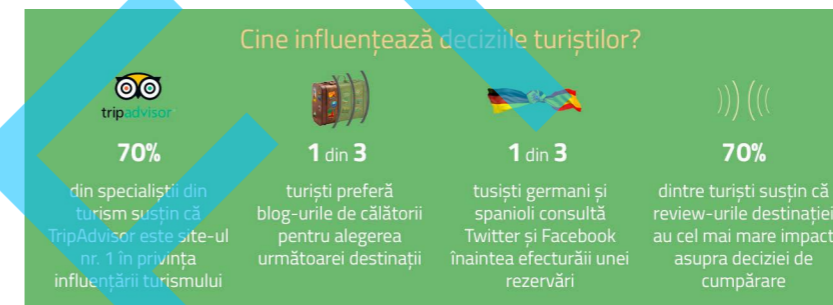 Cine influențează deciziile turiștilor?
tripadvisor
70%
din specialiștii din
turism susțin că
TripAdvisor este site-ul
nr. 1 în privința
influențării turismului
1 din 3
turiști preferă
blog-urile de călătorii
pentru alegerea
următoarei destinații
1 din 3
tusiști germani și
spanioli consultă
Twitter și Facebook
înaintea efecturăii unei
rezervări
70%
dintre turiști susțin că
review-urile destinației
au cel mai mare impact
asupra deciziei de
cumpărare